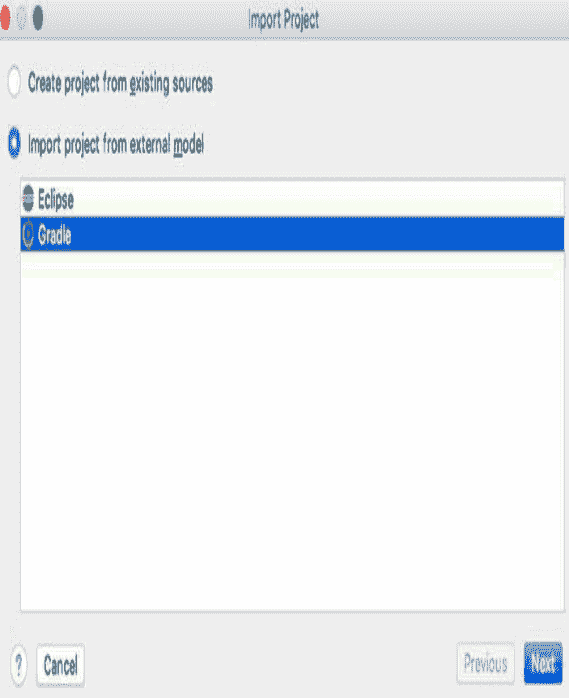 Import Project
Create project from existing sources
Import project from external model
Eclipse
Gradle
?
Cancel
Previous
Next